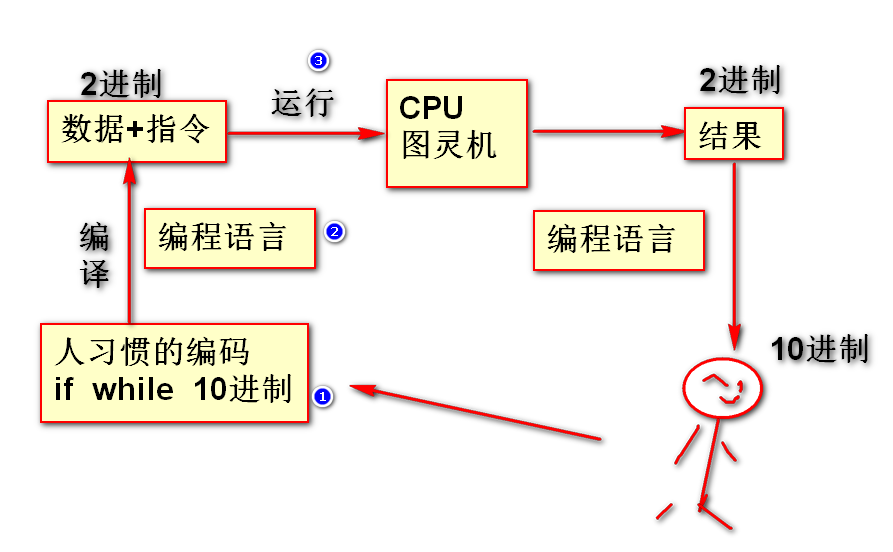 ③
2进制
运行
CPU
图灵机
2进制
数据+指令
结果
编译
编程语言
②
编程语言
人习惯的编码
if while 10进制
①
10进制